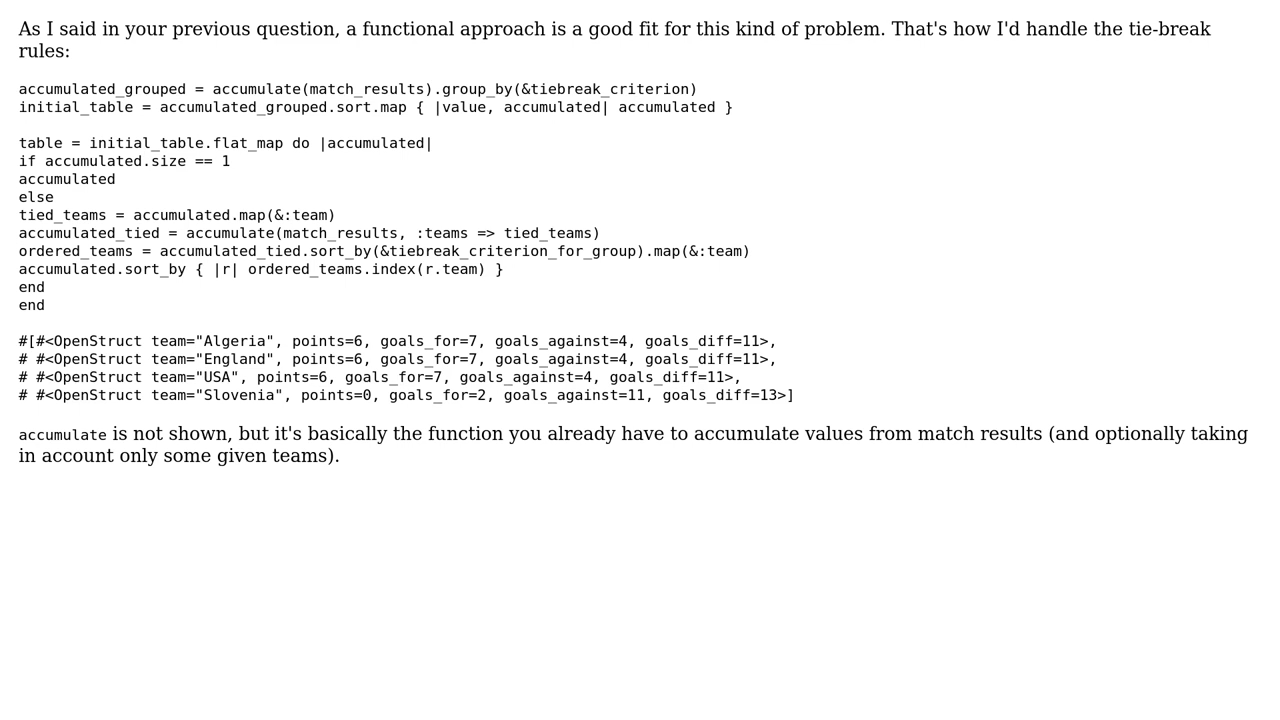 As I said in your previous question, a functional approach is a good fit for this kind of problem. That's how I'd handle the tie-break
rules:
accumulated_grouped = accumulate(match_results).group_by(&tiebreak_criterion)
initial_table = accumulated_grouped.sort.map { |value, accumulated| accumulated }
table = initial_table.flat_map do |accumulated|
if accumulated.size == 1
accumulated
else
tied_teams = accumulated.map(&:team)
accumulated_tied = accumulate(match_results, :teams => tied_teams)
ordered_teams = accumulated_tied.sort_by(&tiebreak_criterion_for_group).map(&:team)
accumulated.sort_by { |r| ordered_teams.index(r.team) }
end
end
#[#<OpenStruct team="Algeria", points=6, goals_for=7, goals_against=4, goals_diff=11>,
# #<OpenStruct team="England", points=6, goals_for=7, goals_against=4, goals_diff=11>,
# #<OpenStruct team="USA", points=6, goals_for=7, goals_against=4, goals_diff=11>,
# #<OpenStruct team="Slovenia", points=0, goals_for=2, goals_against=11, goals_diff=13>]
accumulate is not shown, but it's basically the function you already have to accumulate values from match results (and optionally taking
in account only some given teams).